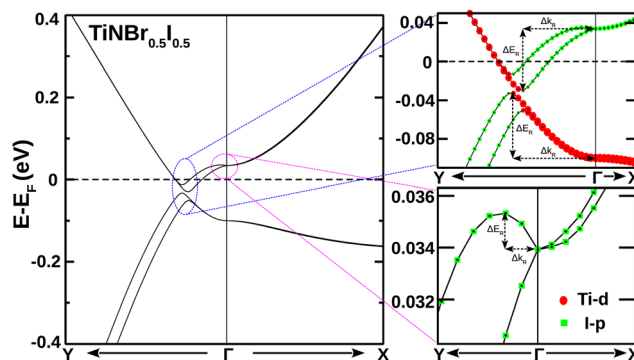 TiNBr0.5I0.5
E-EF (eV)
0.4
0.2
0
-0.2
-0.4
Y
Γ
X
0.04
0
-0.04
-0.08
ΔkR
ΔER
ΔER
ΔkR
Y
Γ
X
0.036
0.034
0.032
ΔER
ΔkR
Ti-d
I-p
Y
Γ
X